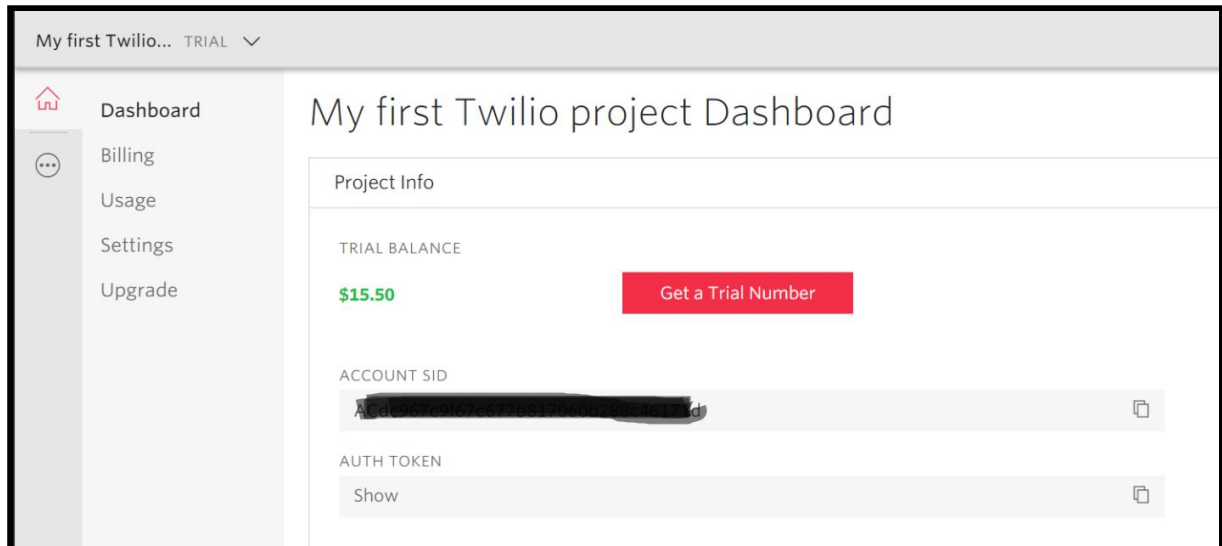 My first Twilio... TRIAL
Dashboard
Billing
Usage
Settings
Upgrade
My first Twilio project Dashboard
Project Info
TRIAL BALANCE
$15.50
Get a Trial Number
ACCOUNT SID
AUTH TOKEN
Show